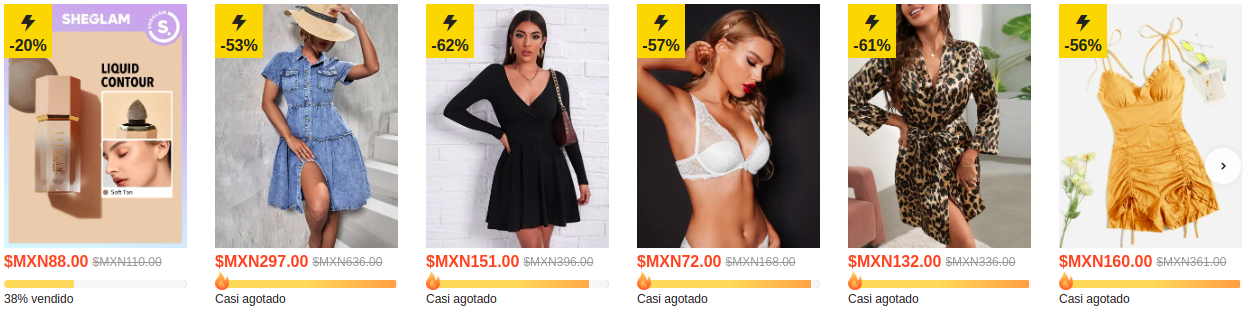 SHEGLAM
SHEGLAM
S.
-20%
LIQUID
CONTOUR
Soft Tan
$MXN88.00 $MXN110.00
38% vendido
-53%
$MXN297.00 $MXN636.00
Casi agotado
-62%
$MXN151.00 $MXN396.00
Casi agotado
-57%
$MXN72.00 $MXN168.00
Casi agotado
-61%
$MXN132.00 $MXN336.00
Casi agotado
-56%
$MXN160.00 $MXN361.00
Casi agotado